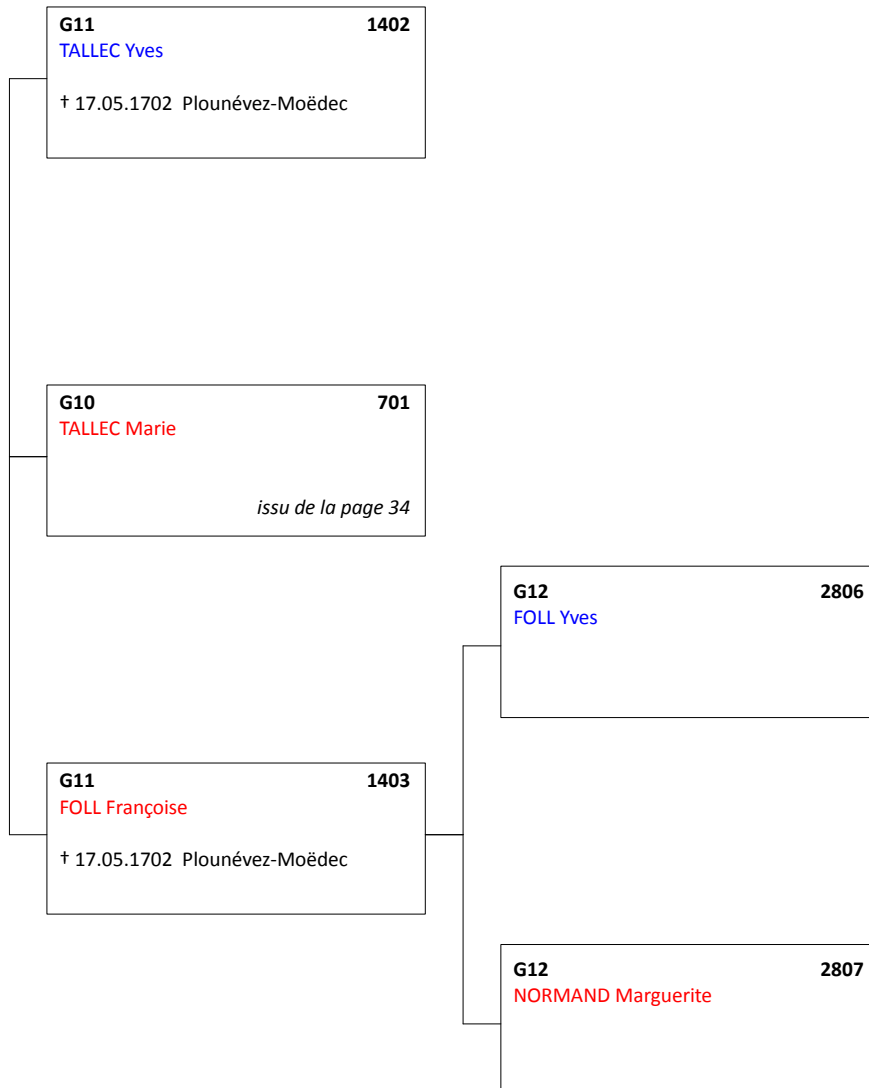 G11 1402
TALLEC Yves
† 17.05.1702 Plounévez-Moëdec
G10 701
TALLEC Marie
issu de la page 34
G12 2806
FOLL Yves
G11 1403
FOLL Françoise
† 17.05.1702 Plounévez-Moëdec
G12 2807
NORMAND Marguerite